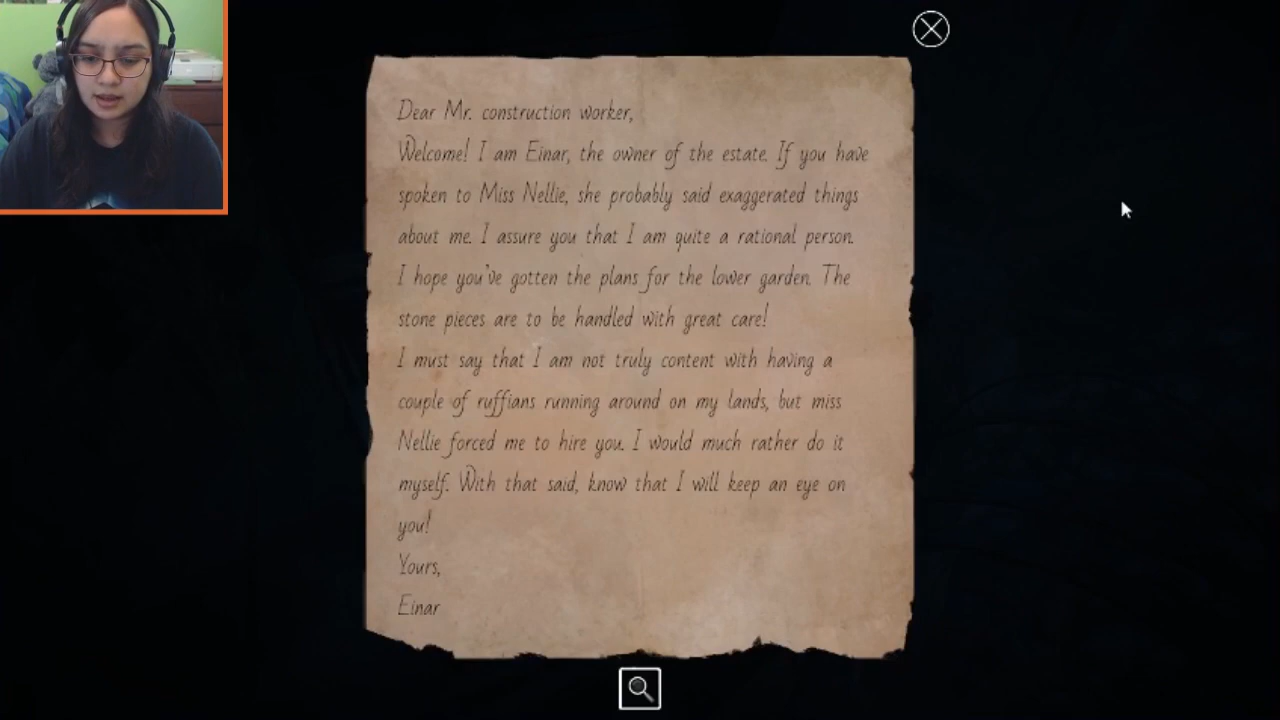 Dear Mr. construction worker,
Welcome! I am Einar, the owner of the estate. If you have
spoken to Miss Nellie, she probably said exaggerated things
about me. I assure you that I am quite a rational person.
I hope you've gotten the plans for the lower garden. The
stone pieces are to be handled with great care!
I must say that I am not truly content with having a
couple of ruffians running around on my lands, but miss
Nellie forced me to hire you. I would much rather do it
myself. With that said, know that I will keep an eye on
you!
Yours,
Einar